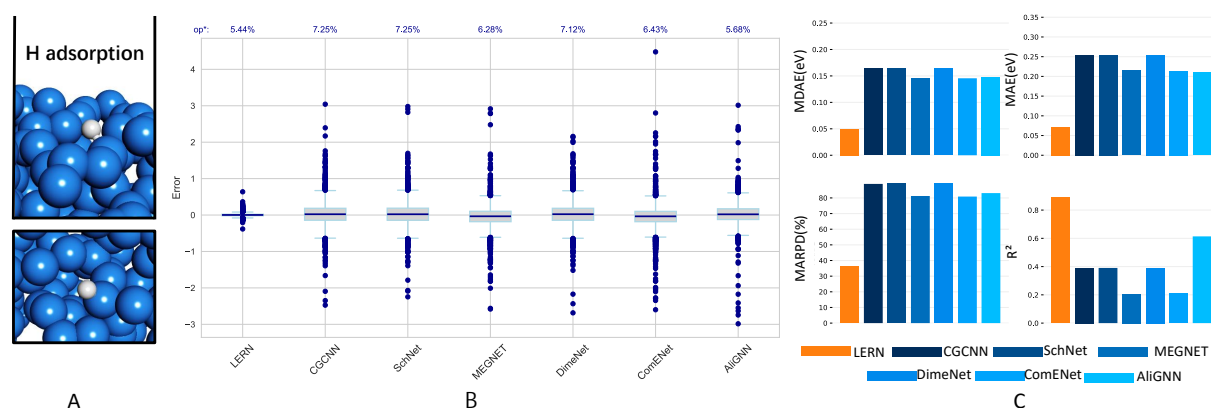 H adsorption
A
op*: 5.44% 7.25% 7.25% 6.28% 7.12% 6.43% 5.68%
Error
4
3
2
1
0
−1
−2
−3
LERN CGCNN SchNet MEGNET DimeNet ComENet AliGNN
B
C
MDAE(eV)
0.25
0.20
0.15
0.10
0.05
0.00
MAE(eV)
0.35
0.30
0.25
0.20
0.15
0.10
0.05
0.00
MARPD(%)
80
70
60
50
40
30
20
10
0
R²
1.0
0.8
0.6
0.4
0.2
0.0
LERN CGCNN SchNet MEGNET
DimeNet ComENet AliGNN
C